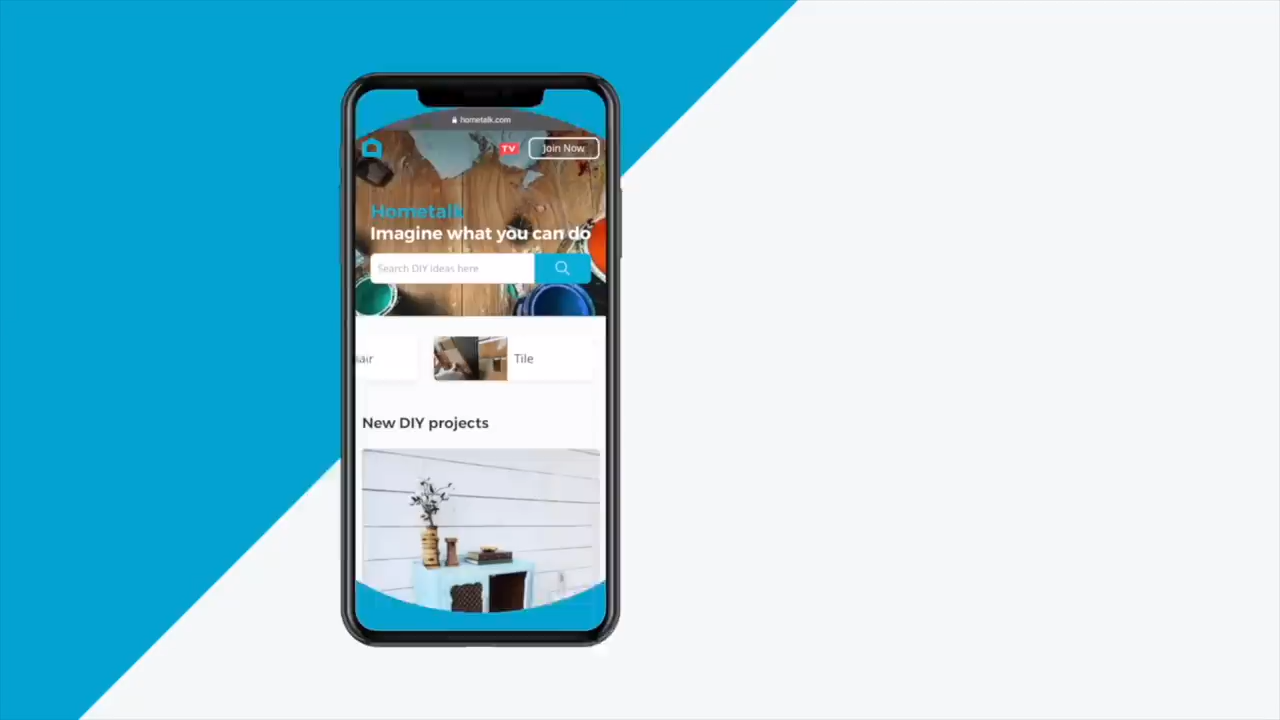 hometalk.com
TV
Join Now
Hometalk
Imagine what you can do
Search DIY ideas here
Tile
New DIY projects